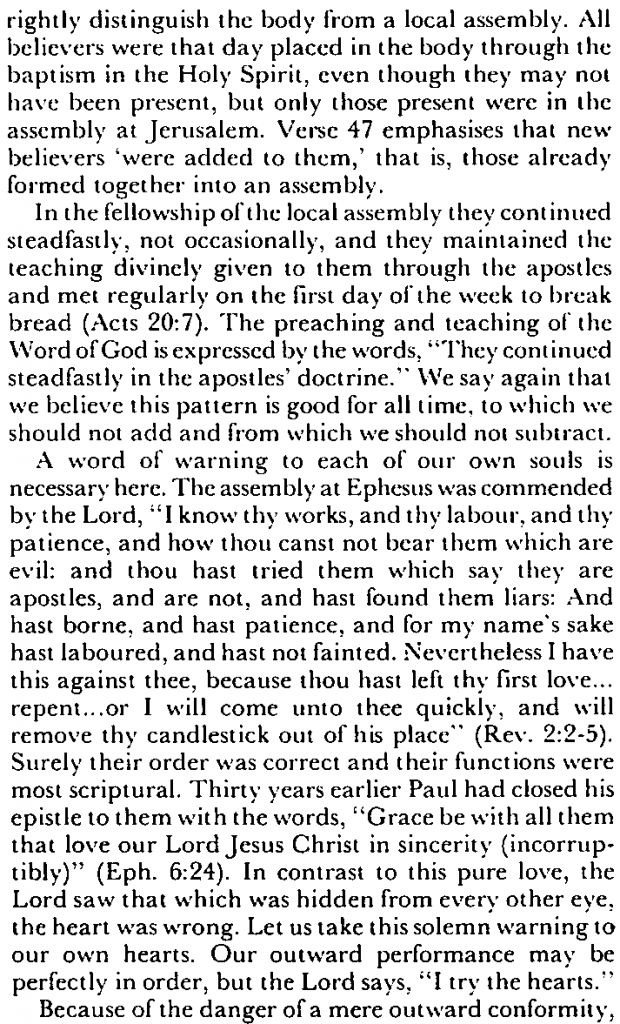 rightly distinguish the body from a local assembly. All
believers were that day placed in the body through the
baptism in the Holy Spirit, even though they may not
have been present, but only those present were in the
assembly at Jerusalem. Verse 47 emphasises that new
believers ‘were added to them,’ that is, those already
formed together into an assembly.
In the fellowship of the local assembly they continued
steadfastly, not occasionally, and they maintained the
teaching divinely given to them through the apostles
and met regularly on the first day of the week to break
bread (Acts 20:7). The preaching and teaching of the
Word of God is expressed by the words, “They continued
steadfastly in the apostles’ doctrine.” We say again that
we believe this pattern is good for all time, to which we
should not add and from which we should not subtract.
A word of warning to each of our own souls is
necessary here. The assembly at Ephesus was commended
by the Lord, “I know thy works, and thy labour, and thy
patience, and how thou canst not bear them which are
evil: and thou hast tried them which say they are
apostles, and are not, and hast found them liars: And
hast borne, and hast patience, and for my name's sake
hast laboured, and hast not fainted. Nevertheless I have
this against thee, because thou hast left thy first love...
repent...or I will come unto thee quickly, and will
remove thy candlestick out of his place” (Rev. 2:2-5).
Surely their order was correct and their functions were
most scriptural. Thirty years earlier Paul had closed his
epistle to them with the words, “Grace be with all them
that love our Lord Jesus Christ in sincerity (incorrup-
tibly)” (Eph. 6:24). In contrast to this pure love, the
Lord saw that which was hidden from every other eye,
the heart was wrong. Let us take this solemn warning to
our own hearts. Our outward performance may be
perfectly in order, but the Lord says, “I try the hearts.”
Because of the danger of a mere outward conformity,